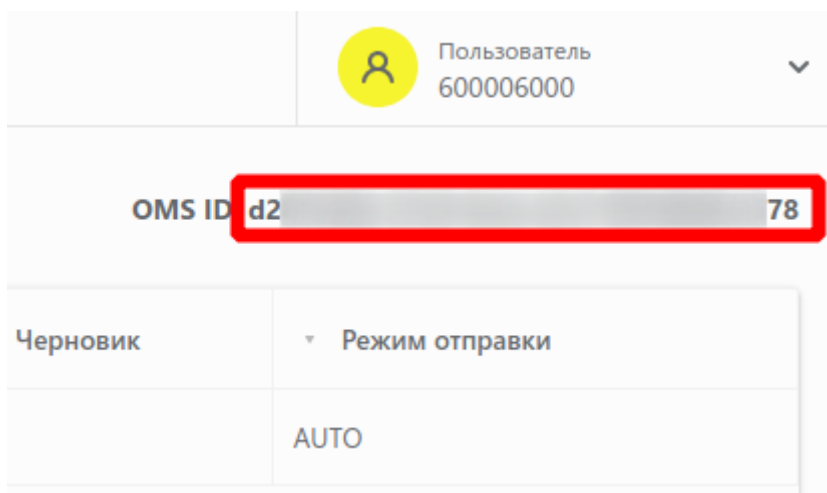 Пользователь
600006000
OMS ID d2 78
Черновик
Режим отправки
AUTO